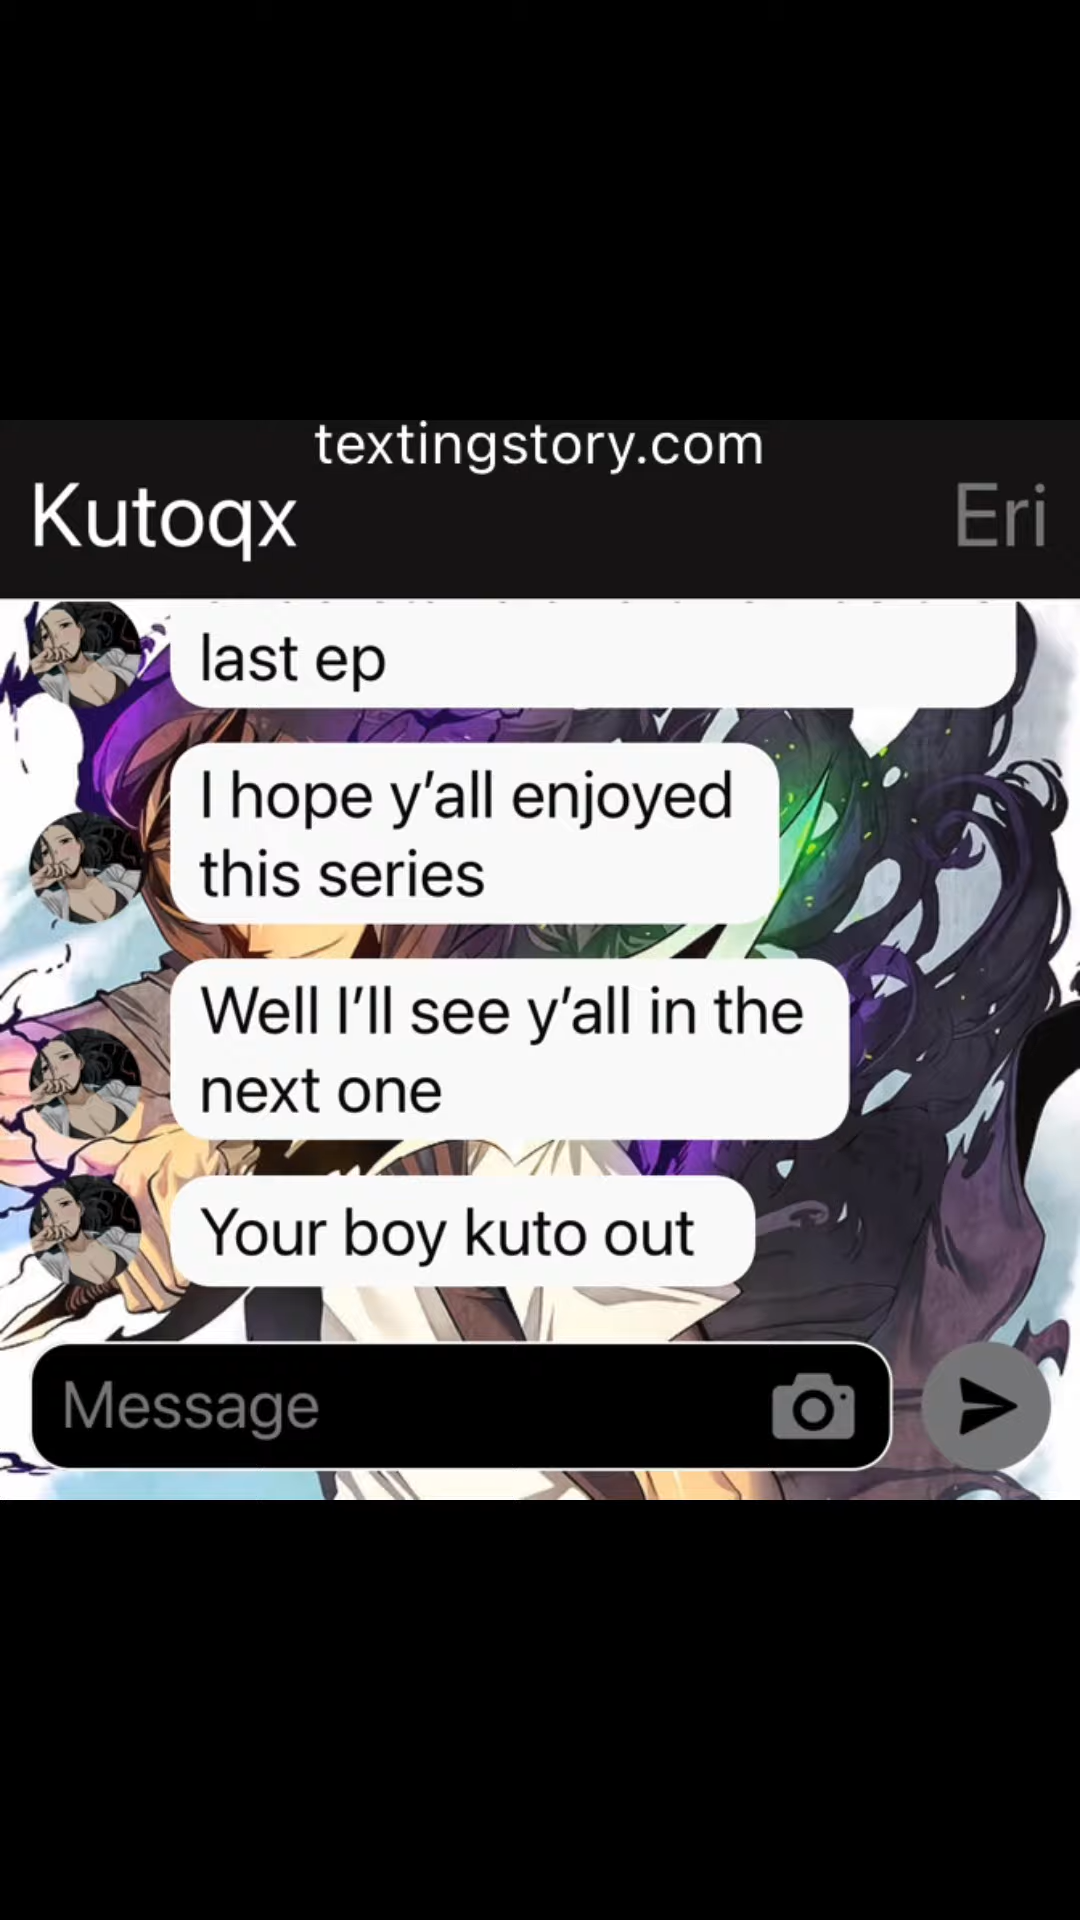 textingstory.com
Kutoqx
Eri
last ep
I hope y’all enjoyed
this series
Well I’ll see y’all in the
next one
Your boy kuto out
Message